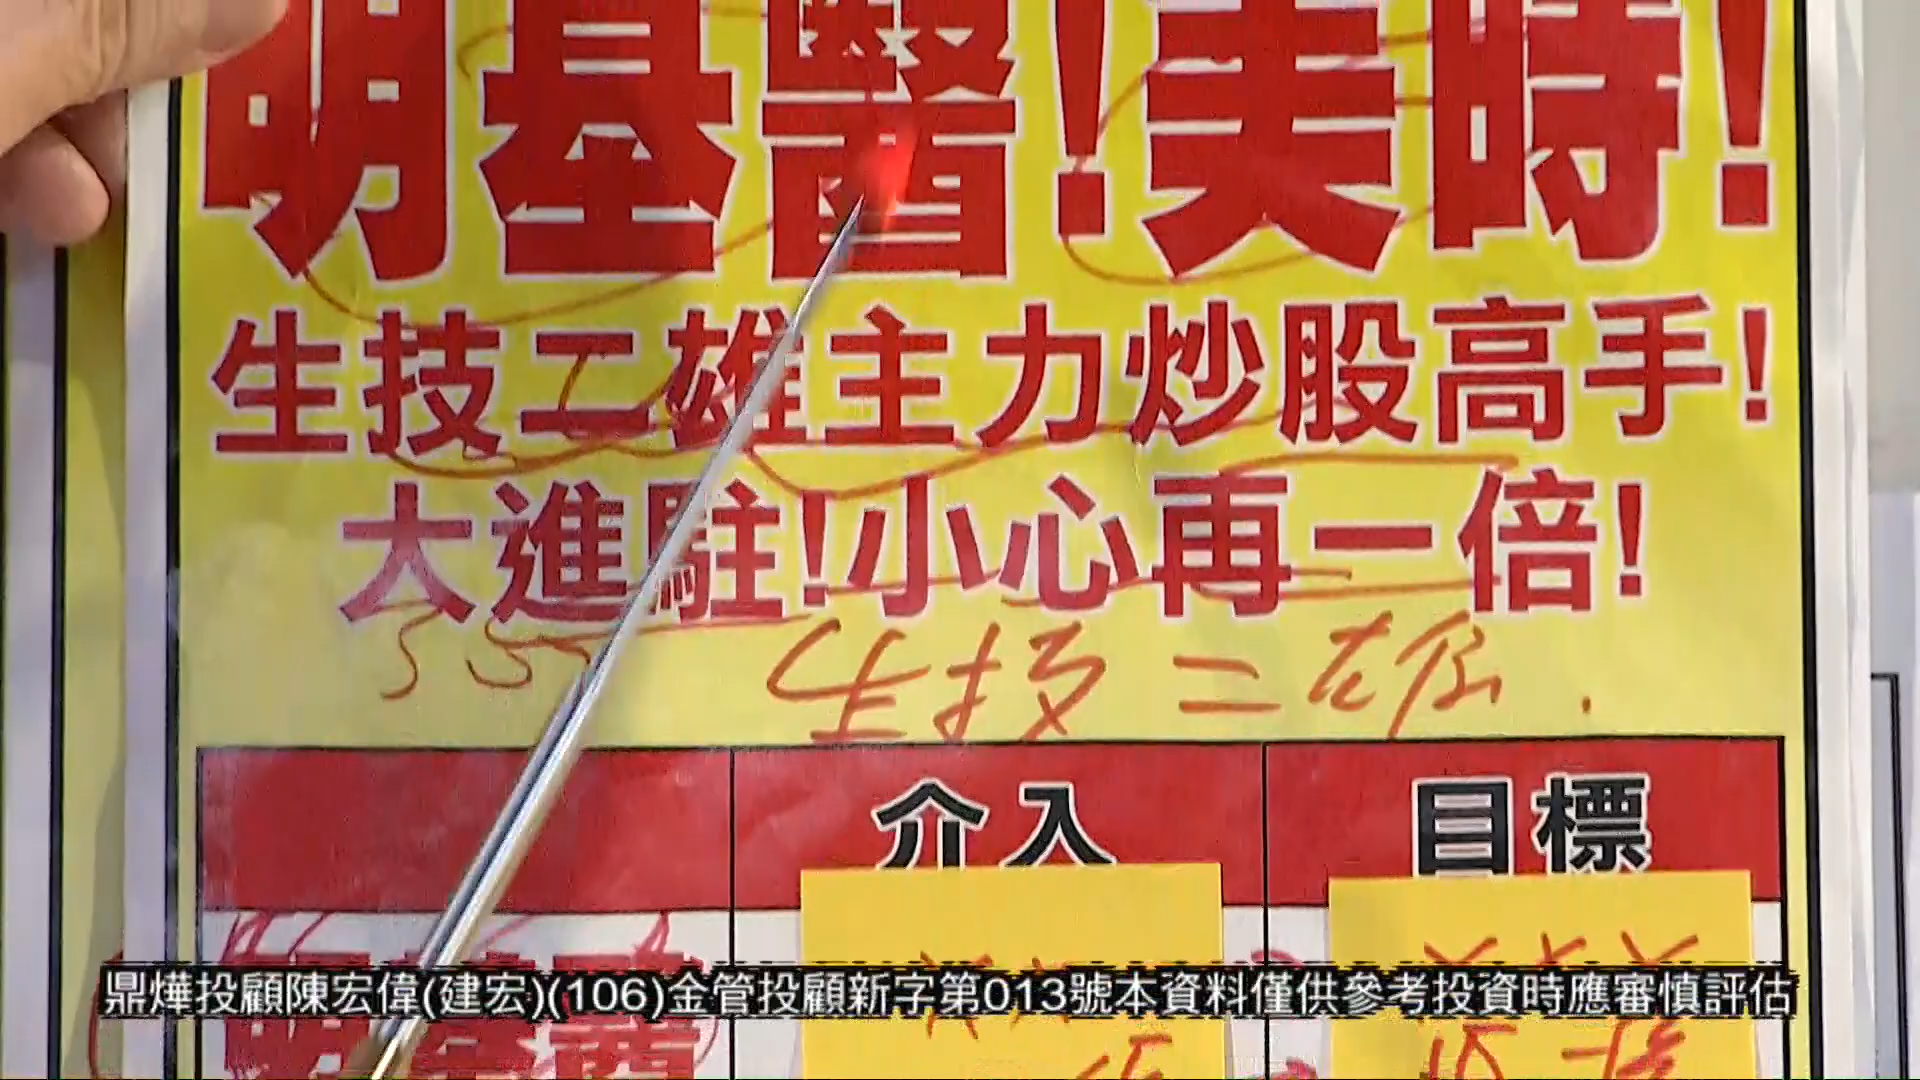 明基醫!美時!
生技二雄主力炒股高手!
大進駐!小心再一倍!
生技二雄.
介入
目標
鼎燁投顧陳宏偉(建宏)(106)金管投顧新字第013號本資料僅供參考投資時應審慎評估